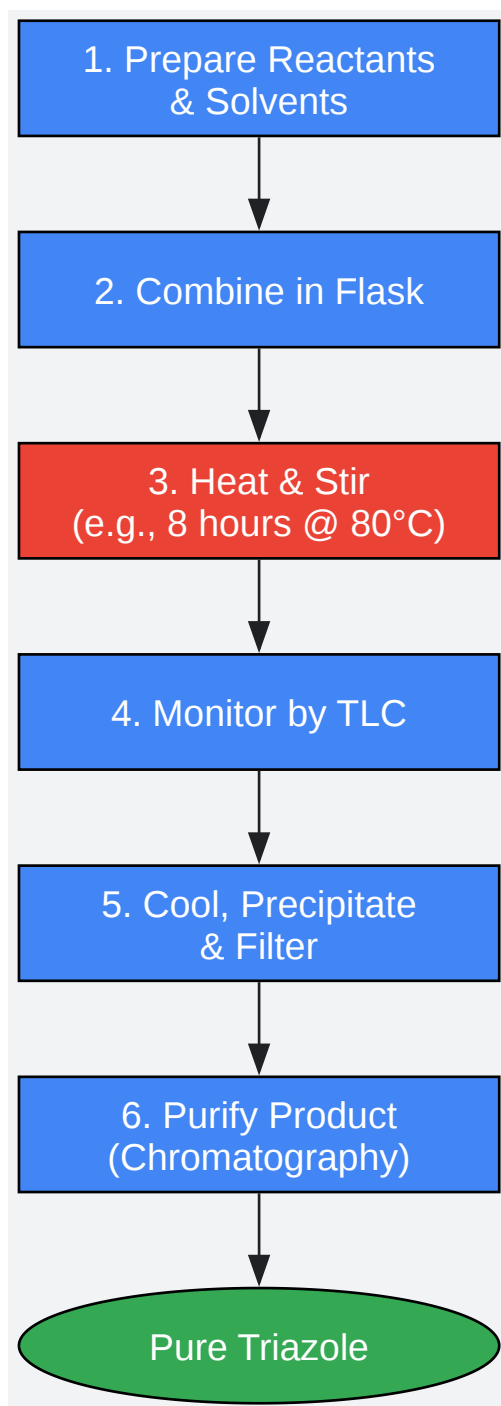 1. Prepare Reactants
& Solvents
2. Combine in Flask
3. Heat & Stir
(e.g., 8 hours @ 80°C)
4. Monitor by TLC
5. Cool, Precipitate
& Filter
6. Purify Product
(Chromatography)
Pure Triazole